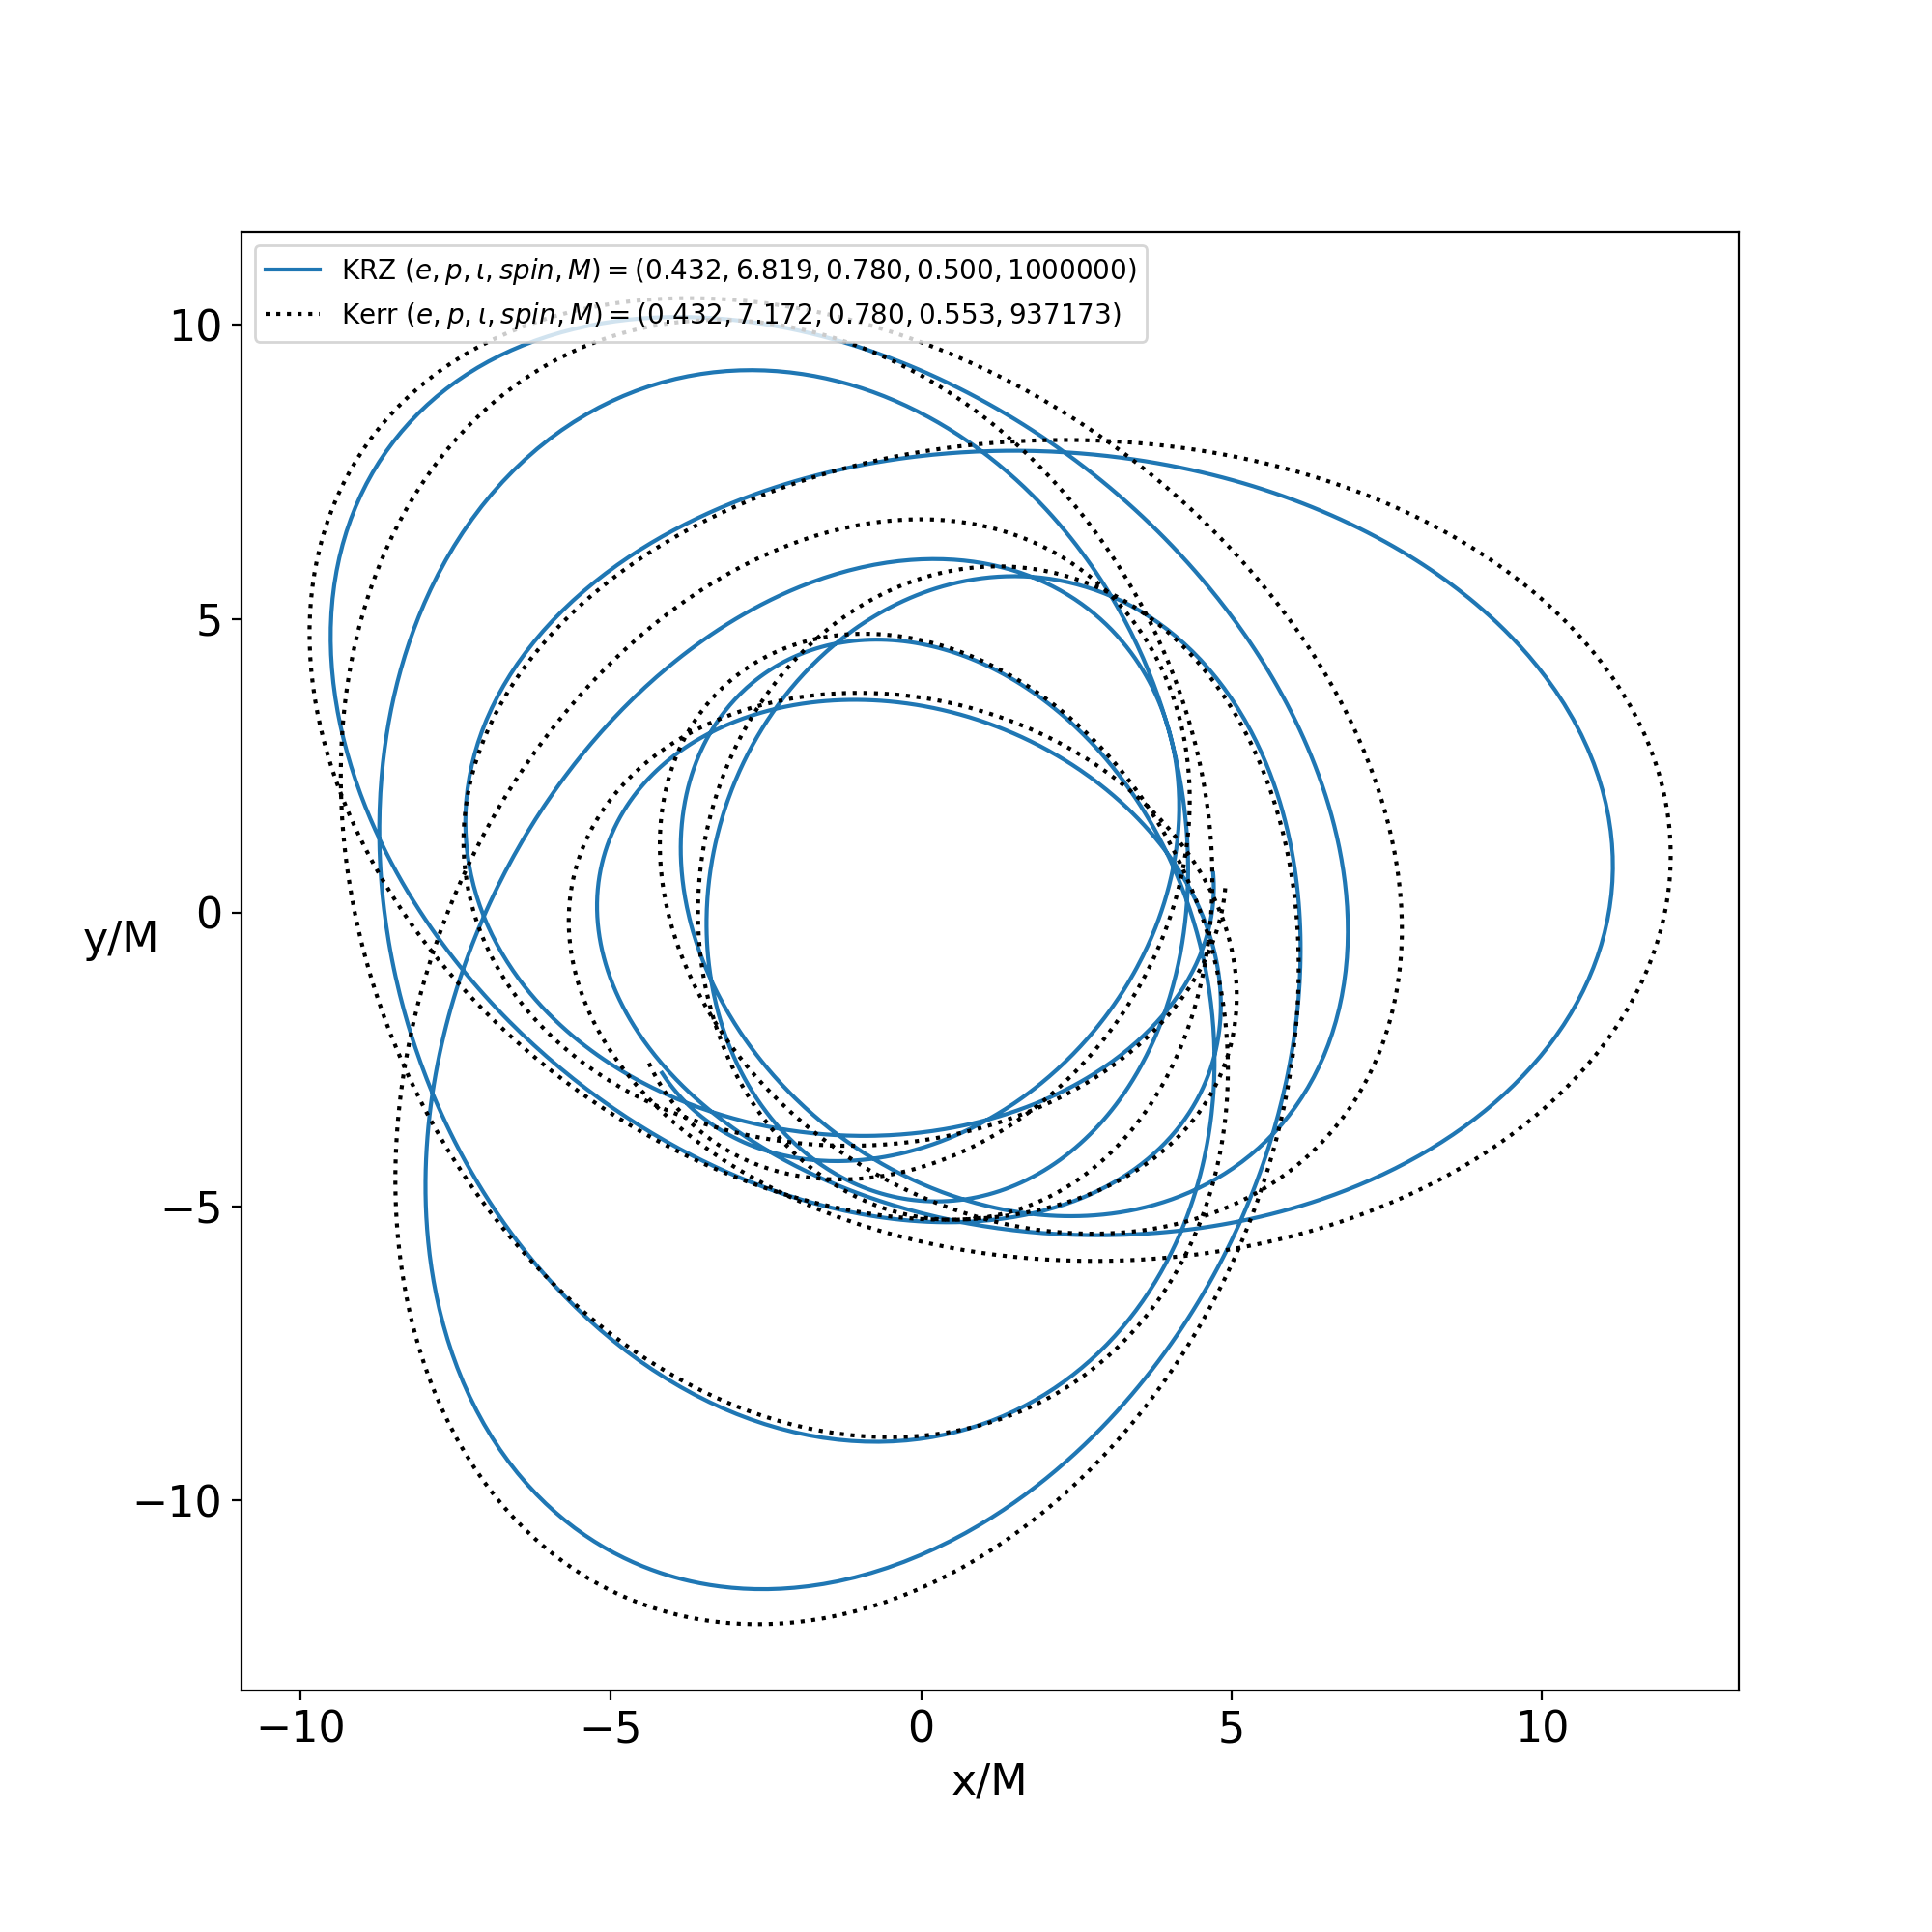 KRZ (e, p, ι, spin, M) = (0.432, 6.819, 0.780, 0.500, 1000000)
Kerr (e, p, ι, spin, M) = (0.432, 7.172, 0.780, 0.553, 937173)
10
5
0
−5
−10
y/M
−10 −5 0 5 10
x/M